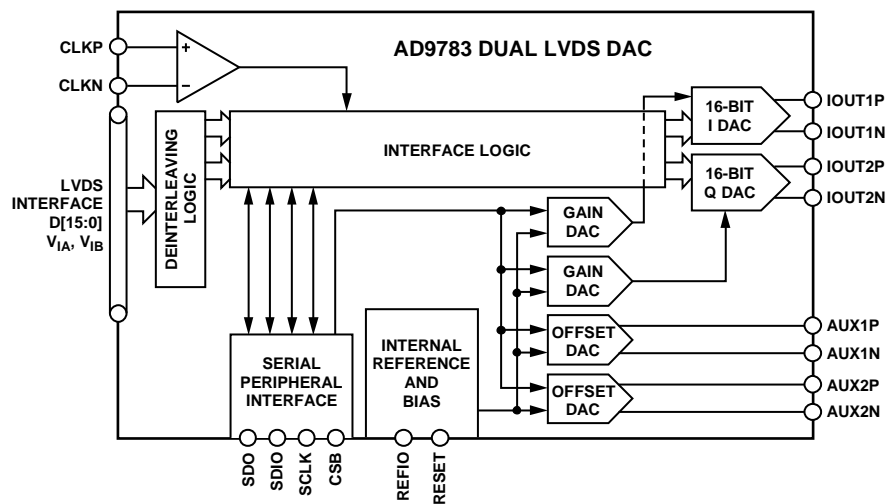 AD9783 DUAL LVDS DAC
CLKP
CLKN
+
–
LVDS
INTERFACE
D[15:0]
VIA, VIB
DEINTERLEAVING
LOGIC
INTERFACE LOGIC
16-BIT
I DAC
16-BIT
Q DAC
IOUT1P
IOUT1N
IOUT2P
IOUT2N
GAIN
DAC
GAIN
DAC
OFFSET
DAC
OFFSET
DAC
AUX1P
AUX1N
AUX2P
AUX2N
SERIAL
PERIPHERAL
INTERFACE
INTERNAL
REFERENCE
AND
BIAS
SDO
SDIO
SCLK
CSB
REFIO
RESET